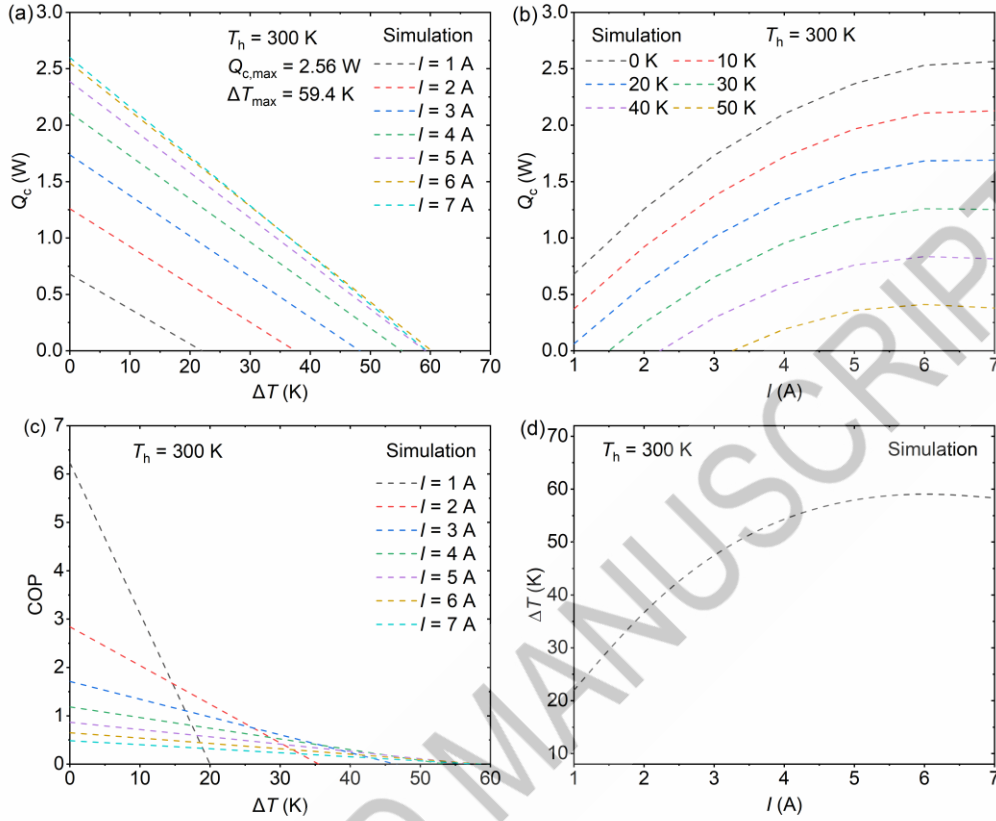 (a)
T_h = 300 K
Simulation
Q_c,max = 2.56 W
ΔT_max = 59.4 K
I = 1 A
I = 2 A
I = 3 A
I = 4 A
I = 5 A
I = 6 A
I = 7 A
3.0
2.5
2.0
1.5
1.0
0.5
0.0
Q_c (W)
0 10 20 30 40 50 60 70
ΔT (K)
(b)
Simulation
T_h = 300 K
0 K
10 K
20 K
30 K
40 K
50 K
3.0
2.5
2.0
1.5
1.0
0.5
0.0
Q_c (W)
1 2 3 4 5 6 7
I (A)
(c)
T_h = 300 K
Simulation
I = 1 A
I = 2 A
I = 3 A
I = 4 A
I = 5 A
I = 6 A
I = 7 A
7
6
5
4
3
2
1
0
COP
0 10 20 30 40 50 60
ΔT (K)
(d)
T_h = 300 K
Simulation
70
60
50
40
30
20
10
ΔT (K)
1 2 3 4 5 6 7
I (A)
D MANUSCRIPT